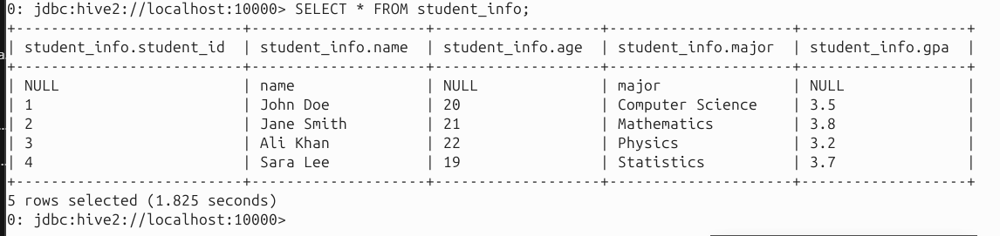 0: jdbc:hive2://localhost:10000> SELECT * FROM student_info;
+--------------------------+--------------------+-------------------+---------------------+-------------------+
| student_info.student_id | student_info.name | student_info.age | student_info.major | student_info.gpa |
+--------------------------+--------------------+-------------------+---------------------+-------------------+
| NULL | name | NULL | major | NULL |
| 1 | John Doe | 20 | Computer Science | 3.5 |
| 2 | Jane Smith | 21 | Mathematics | 3.8 |
| 3 | Ali Khan | 22 | Physics | 3.2 |
| 4 | Sara Lee | 19 | Statistics | 3.7 |
+--------------------------+--------------------+-------------------+---------------------+-------------------+
5 rows selected (1.825 seconds)
0: jdbc:hive2://localhost:10000>